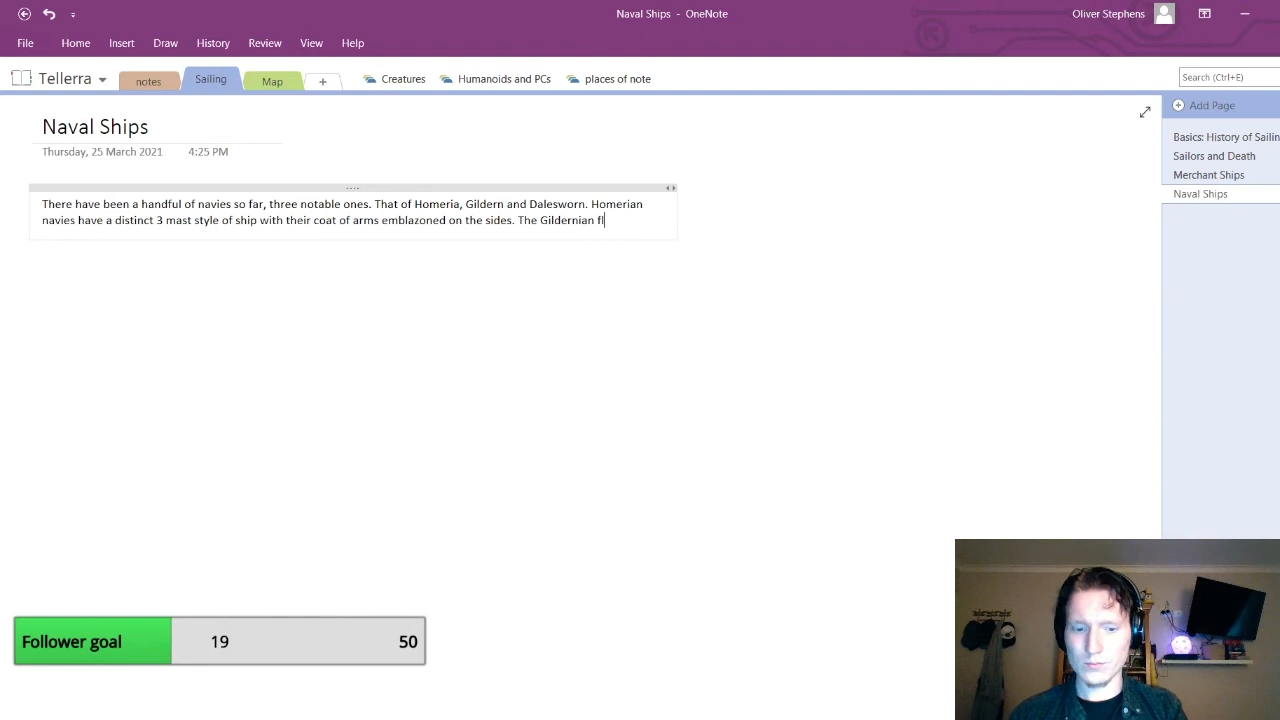 Naval Ships - OneNote
Oliver Stephens
File Home Insert Draw History Review View Help
Tellerra notes Sailing Map + Creatures Humanoids and PCs places of note
Search (Ctrl+E)
Add Page
Naval Ships
Thursday, 25 March 2021 4:25 PM
There have been a handful of navies so far, three notable ones. That of Homeria, Gildern and Dalesworn. Homerian
navies have a distinct 3 mast style of ship with their coat of arms emblazoned on the sides. The Gildernian fl
Basics: History of Sailin
Sailors and Death
Merchant Ships
Naval Ships
Follower goal 19 50